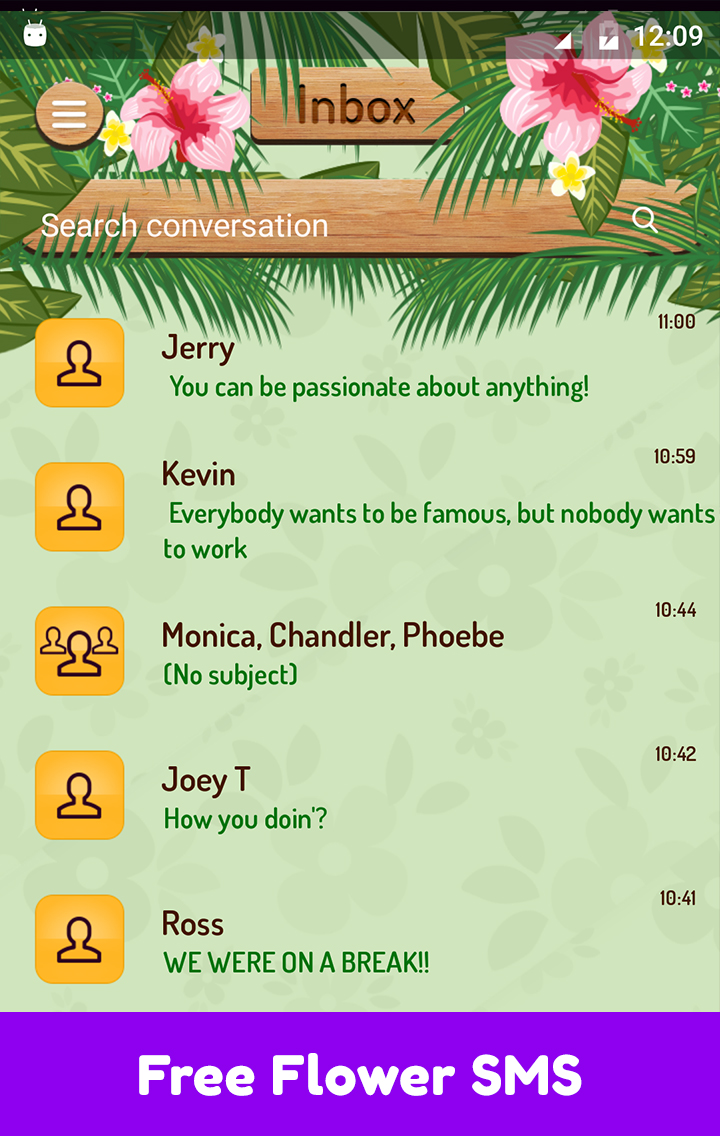 12:09
Inbox
Search conversation
11:00
Jerry
You can be passionate about anything!
10:59
Kevin
Everybody wants to be famous, but nobody wants
to work
10:44
Monica, Chandler, Phoebe
(No subject)
10:42
Joey T
How you doin'?
10:41
Ross
WE WERE ON A BREAK!!
Free Flower SMS